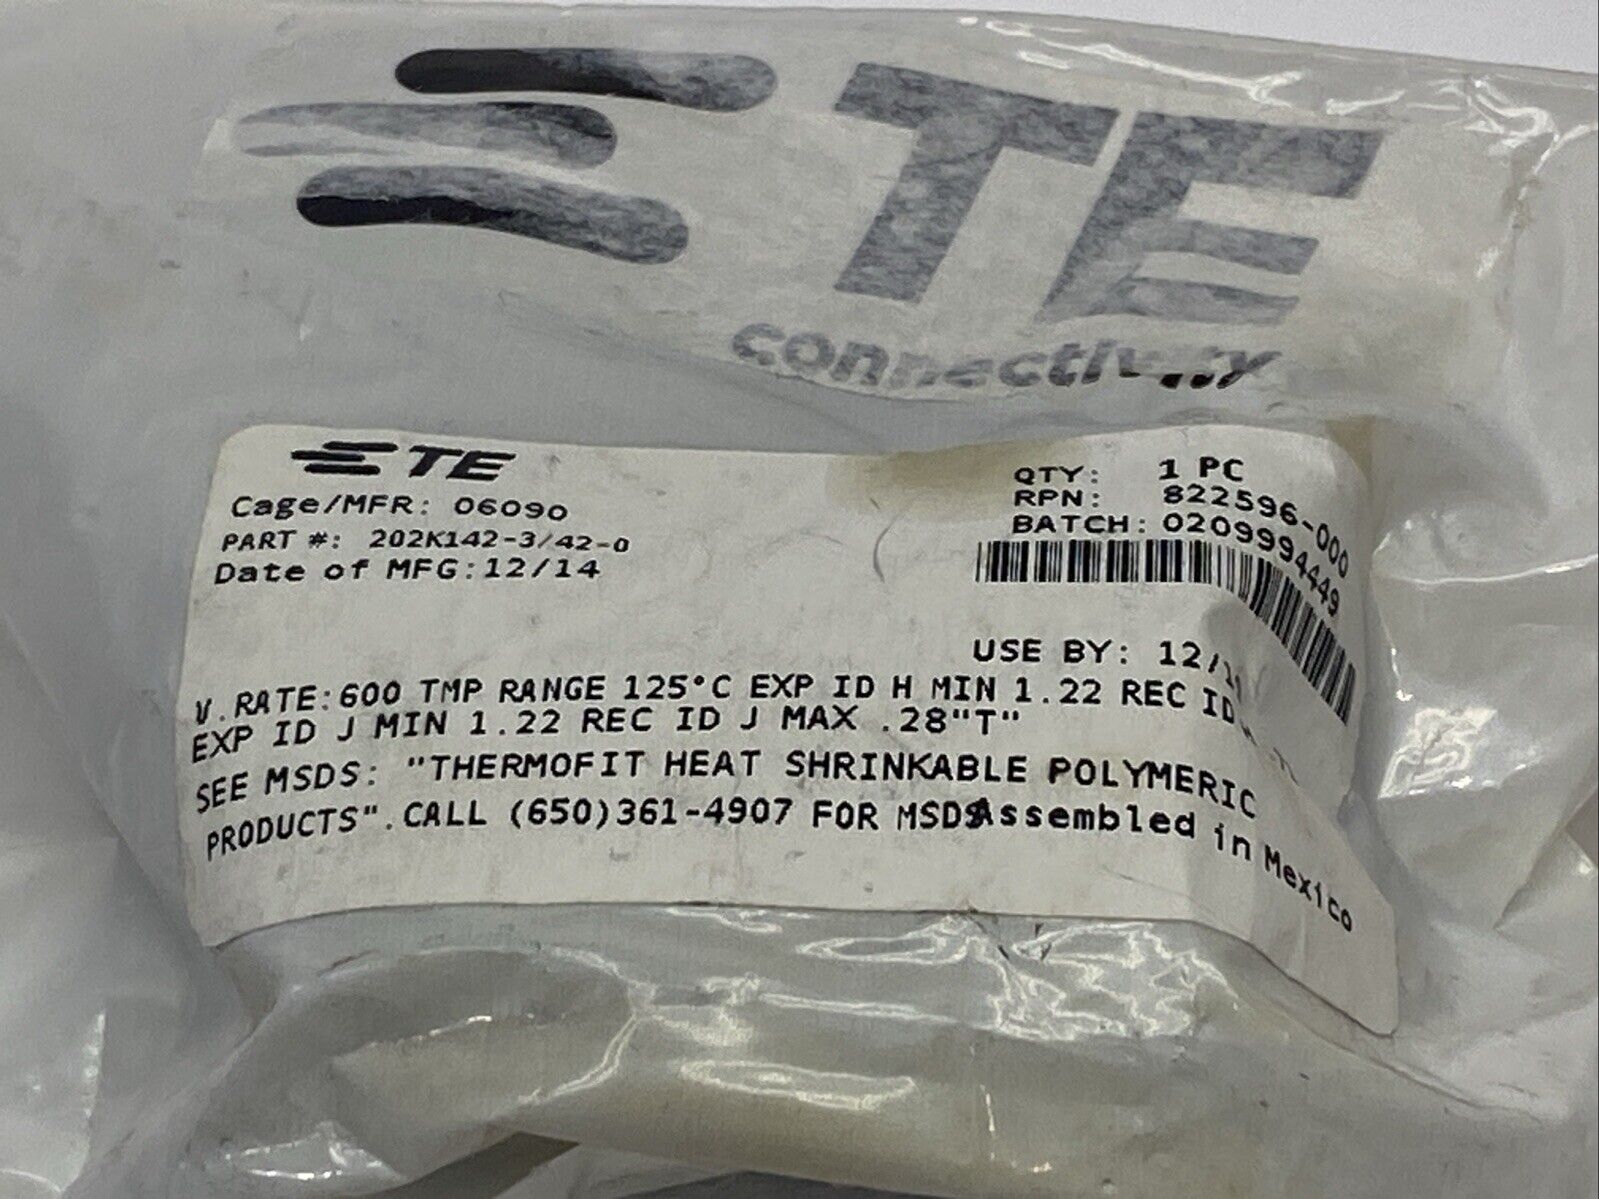 TE
connectivity
TE
Cage/MFR: 06090
PART #: 202K142-3/42-0
Date of MFG:12/14
QTY: 1 PC
RPN: 822596-000
BATCH: 0209994449
USE BY: 12/
V.RATE:600 TMP RANGE 125°C EXP ID H MIN 1.22 REC ID
EXP ID J MIN 1.22 REC ID J MAX .28"T"
SEE MSDS: "THERMOFIT HEAT SHRINKABLE POLYMERIC
PRODUCTS".CALL (650)361-4907 FOR MSDS Assembled in Mexico